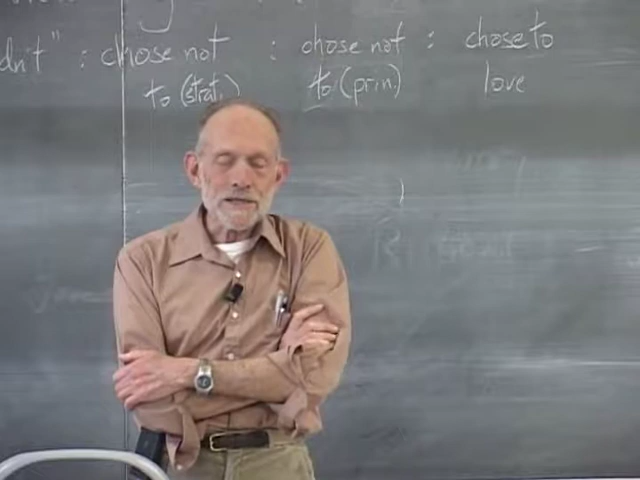 dn't" : chose not : chose not : chose to
to (strat.) to (prin.) love